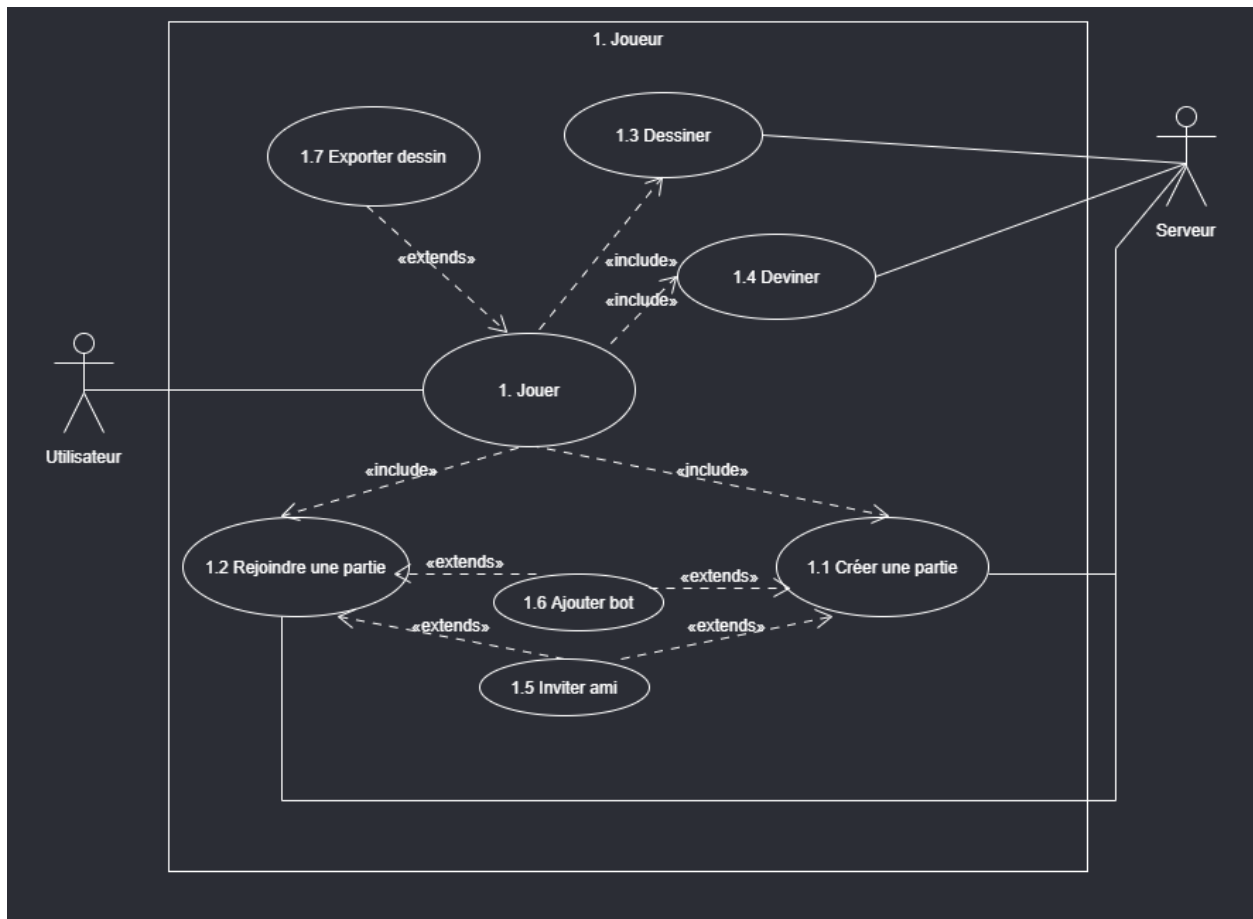 1. Joueur
1.7 Exporter dessin
1.3 Dessiner
Serveur
«extends»
«include»
1.4 Deviner
«include»
1. Jouer
Utilisateur
«include»
«include»
1.2 Rejoindre une partie
«extends»
«extends»
1.1 Créer une partie
1.6 Ajouter bot
«extends»
«extends»
1.5 Inviter ami